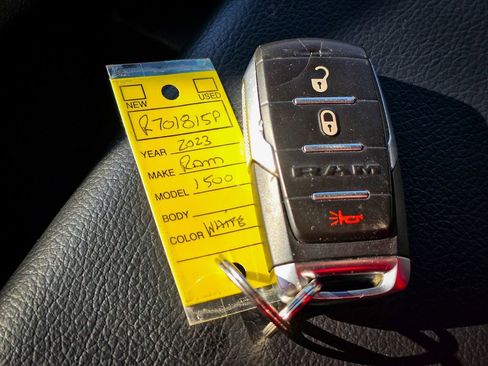 NEW USED
R701815P
YEAR 2023
MAKE Ram
MODEL 1500
BODY
COLOR WHITE
RAM